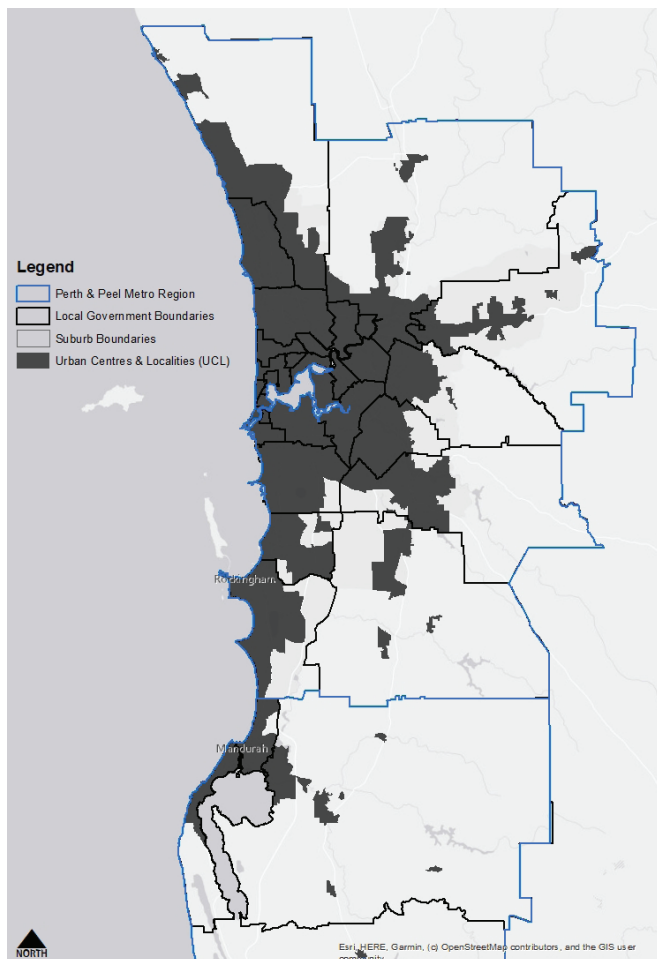 Legend
Perth & Peel Metro Region
Local Government Boundaries
Suburb Boundaries
Urban Centres & Localities (UCL)
Rockingham
Mandurah
NORTH
Esri, HERE, Garmin, (c) OpenStreetMap contributors, and the GIS user
community